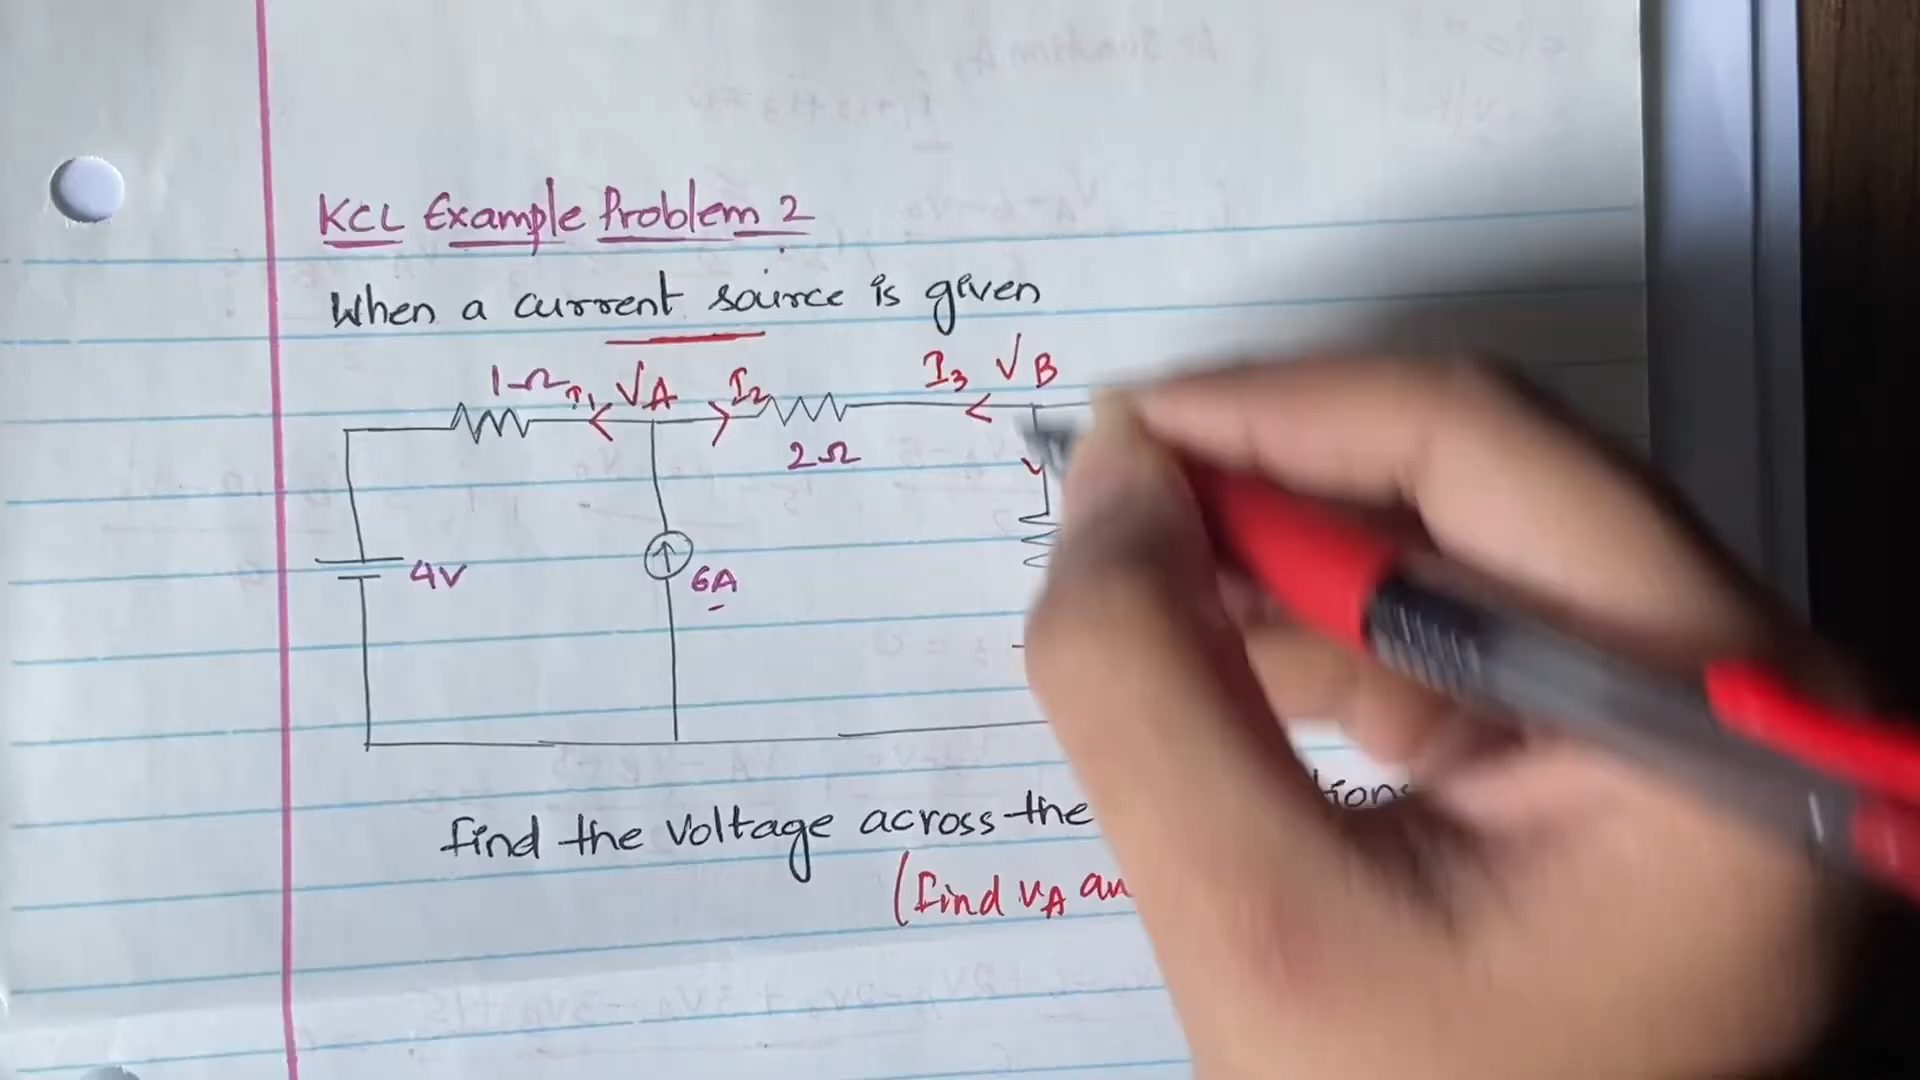 KCL Example Problem 2
When a current source is given
1Ω I1 VA I2 I3 VB
2Ω
4V 6A
find the voltage across the
(find VA